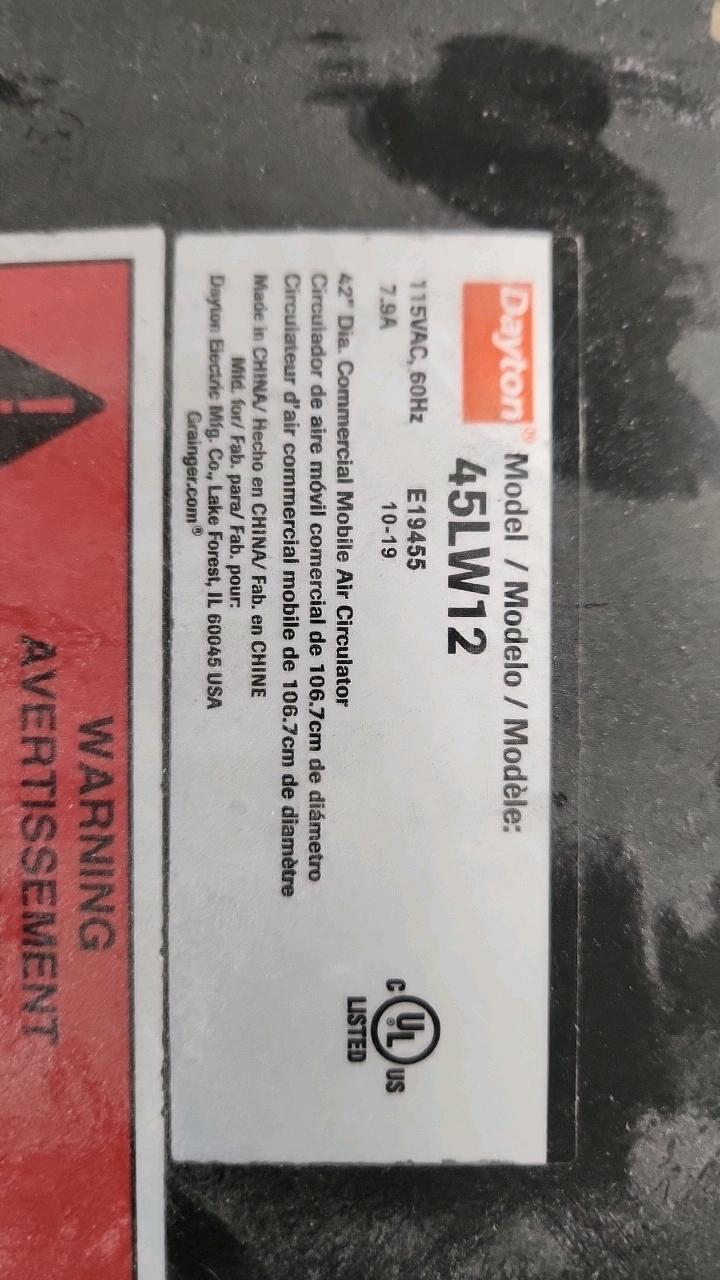 Dayton®
Model / Modelo / Modèle:
45LW12
115VAC, 60Hz E19455
7.9A 10-19
42" Dia. Commercial Mobile Air Circulator
Circulador de aire móvil comercial de 106.7cm de diámetro
Circulateur d'air commercial mobile de 106.7cm de diamètre
Made in CHINA/ Hecho en CHINA/ Fab. en CHINE
Mfd. for/ Fab. para/ Fab. pour:
Dayton Electric Mfg. Co., Lake Forest, IL 60045 USA
Grainger.com®
C UL® US
LISTED
WARNING
AVERTISSEMENT